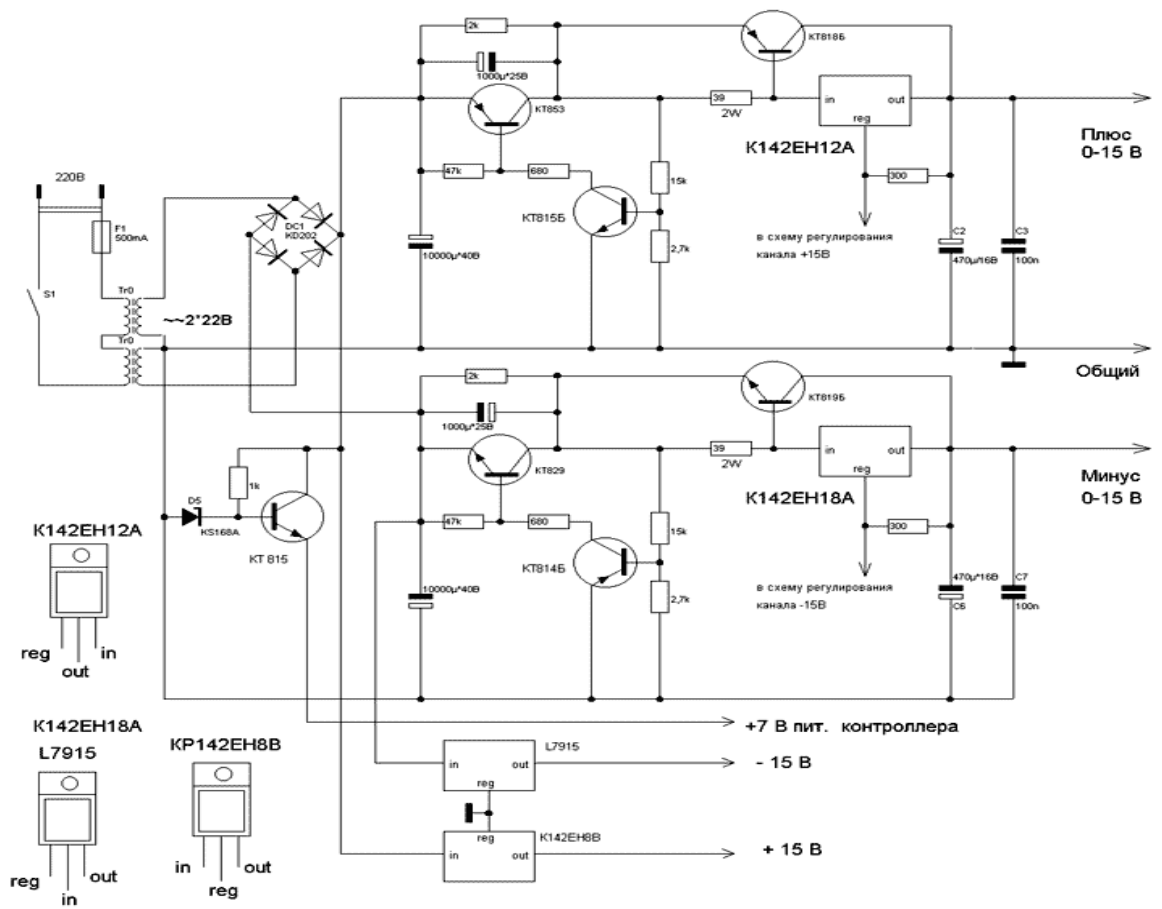 2k
КТ818Б
1000µ*25В
КТ853
39
2W
in
out
reg
К142ЕН12А
Плюс
0-15 В
220В
47k
680
15k
300
F1
500mA
DC1
KD202
КТ815Б
2,7k
в схему регулирования
канала +15В
C2
470µ/16В
C3
100n
10000µ*40В
S1
Tr0
~~2*22В
Tr0
Общий
2k
КТ819Б
1000µ*25В
КТ829
39
2W
in
out
reg
К142ЕН18А
Минус
0-15 В
1k
D5
KS168A
КТ 815
47k
680
15k
300
К142ЕН12А
КТ814Б
2,7k
10000µ*40В
в схему регулирования
канала -15В
470µ*16В
C6
C7
100n
reg
in
out
+7 В пит. контроллера
К142ЕН18А
L7915
КР142ЕН8В
L7915
in
out
reg
- 15 В
К142ЕН8В
reg
in
out
+ 15 В
in
out
reg
reg
out
in